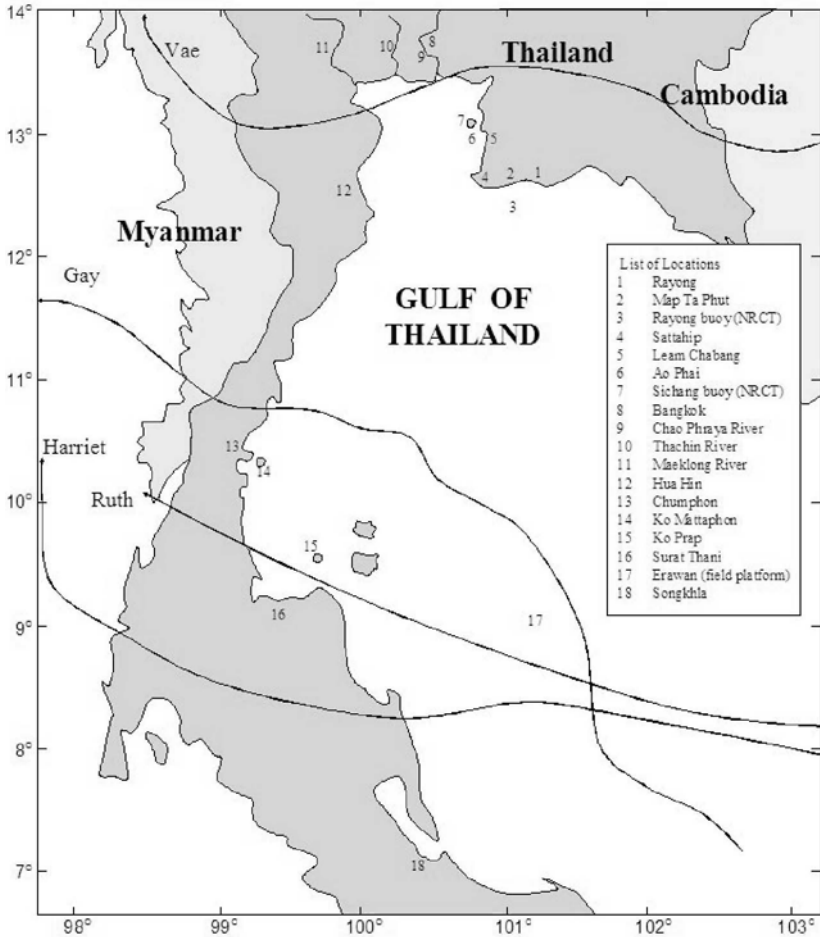 14°
13°
12°
11°
10°
9°
8°
7°
98°
99°
100°
101°
102°
103°
Vae
Thailand
Cambodia
Myanmar
Gay
GULF OF
THAILAND
Harriet
Ruth
11
10
9
8
7
6
5
4
2
1
3
12
13
14
15
16
17
18
List of Locations
1 Rayong
2 Map Ta Phut
3 Rayong buoy (NRCT)
4 Sattahip
5 Leam Chabang
6 Ao Phai
7 Sichang buoy (NRCT)
8 Bangkok
9 Chao Phraya River
10 Thachin River
11 Maeklong River
12 Hua Hin
13 Chumphon
14 Ko Mattaphon
15 Ko Prap
16 Surat Thani
17 Erawan (field platform)
18 Songkhla